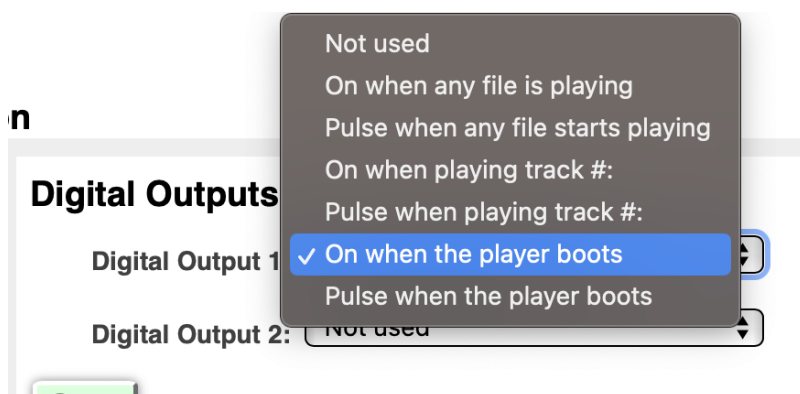 Not used
On when any file is playing
Pulse when any file starts playing
on
On when playing track #:
Digital Outputs
Pulse when playing track #:
Digital Output 1
✓ On when the player boots
Pulse when the player boots
Digital Output 2:
Not used